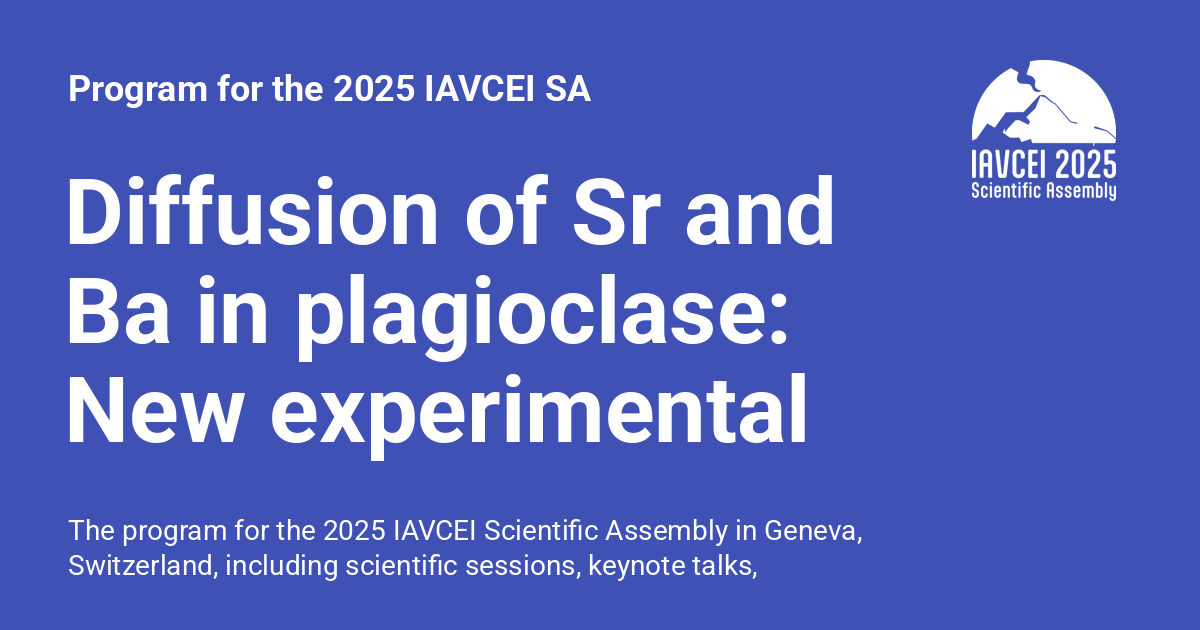 Program for the 2025 IAVCEI SA
IAVCEI 2025
Scientific Assembly
Diffusion of Sr and
Ba in plagioclase:
New experimental
The program for the 2025 IAVCEI Scientific Assembly in Geneva,
Switzerland, including scientific sessions, keynote talks,